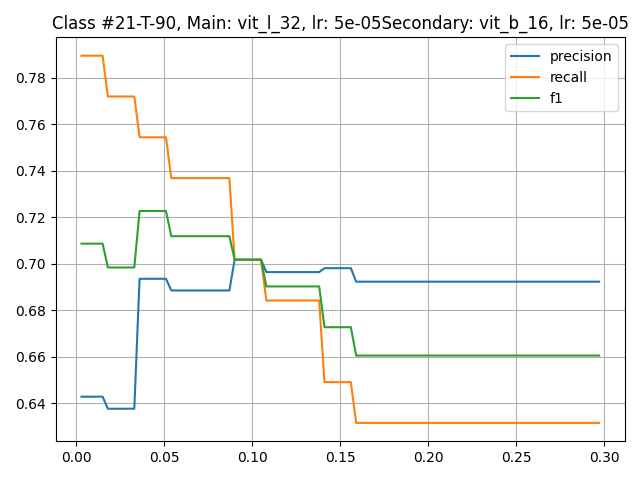 Class #21-T-90, Main: vit_l_32, lr: 5e-05Secondary: vit_b_16, lr: 5e-05
precision
recall
f1
0.78
0.76
0.74
0.72
0.70
0.68
0.66
0.64
0.00 0.05 0.10 0.15 0.20 0.25 0.30